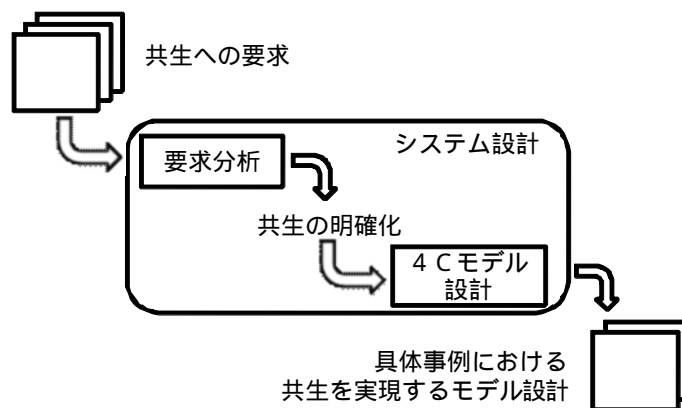 共生への要求
システム設計
要求分析
共生の明確化
４Ｃモデル
設計
具体事例における
共生を実現するモデル設計